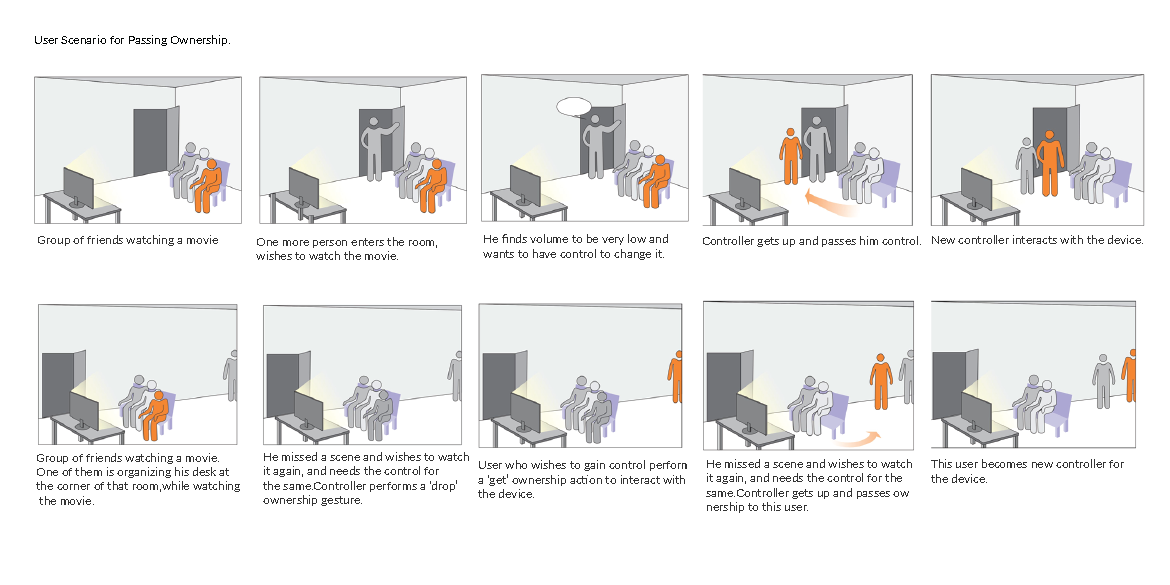 User Scenario for Passing Ownership.
Group of friends watching a movie
One more person enters the room,
wishes to watch the movie.
He finds volume to be very low and
wants to have control to change it.
Controller gets up and passes him control.
New controller interacts with the device.
Group of friends watching a movie.
One of them is organizing his desk at
the corner of that room,while watching
the movie.
He missed a scene and wishes to watch
it again, and needs the control for
the same.Controller performs a 'drop'
ownership gesture.
User who wishes to gain control perforn
a 'get' ownership action to interact with
the device.
He missed a scene and wishes to watch
it again, and needs the control for the
same.Controller gets up and passes ow
nership to this user.
This user becomes new controller for
the device.